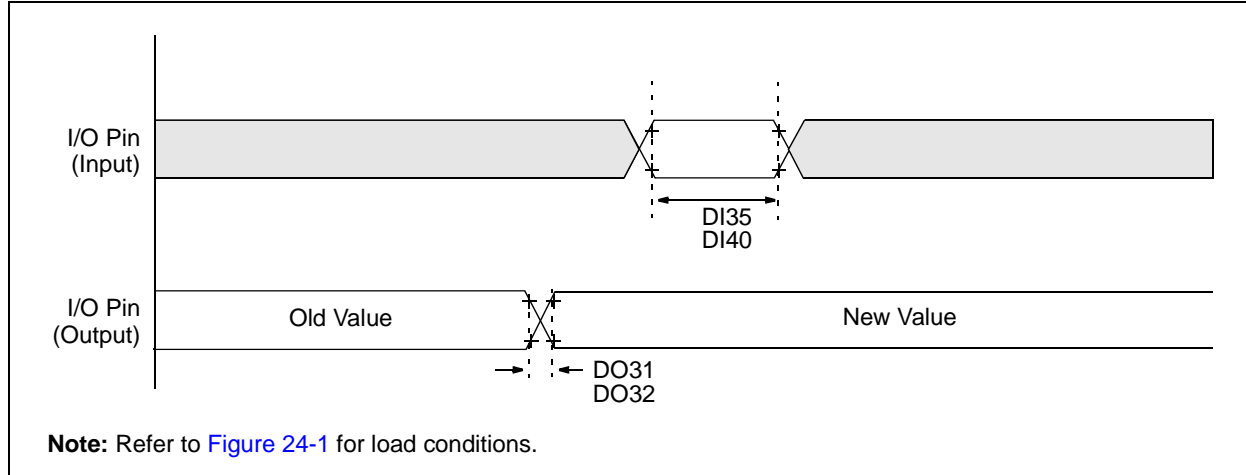 I/O Pin
(Input)
DI35
DI40
I/O Pin
(Output)
Old Value
New Value
DO31
DO32
Note: Refer to Figure 24-1 for load conditions.